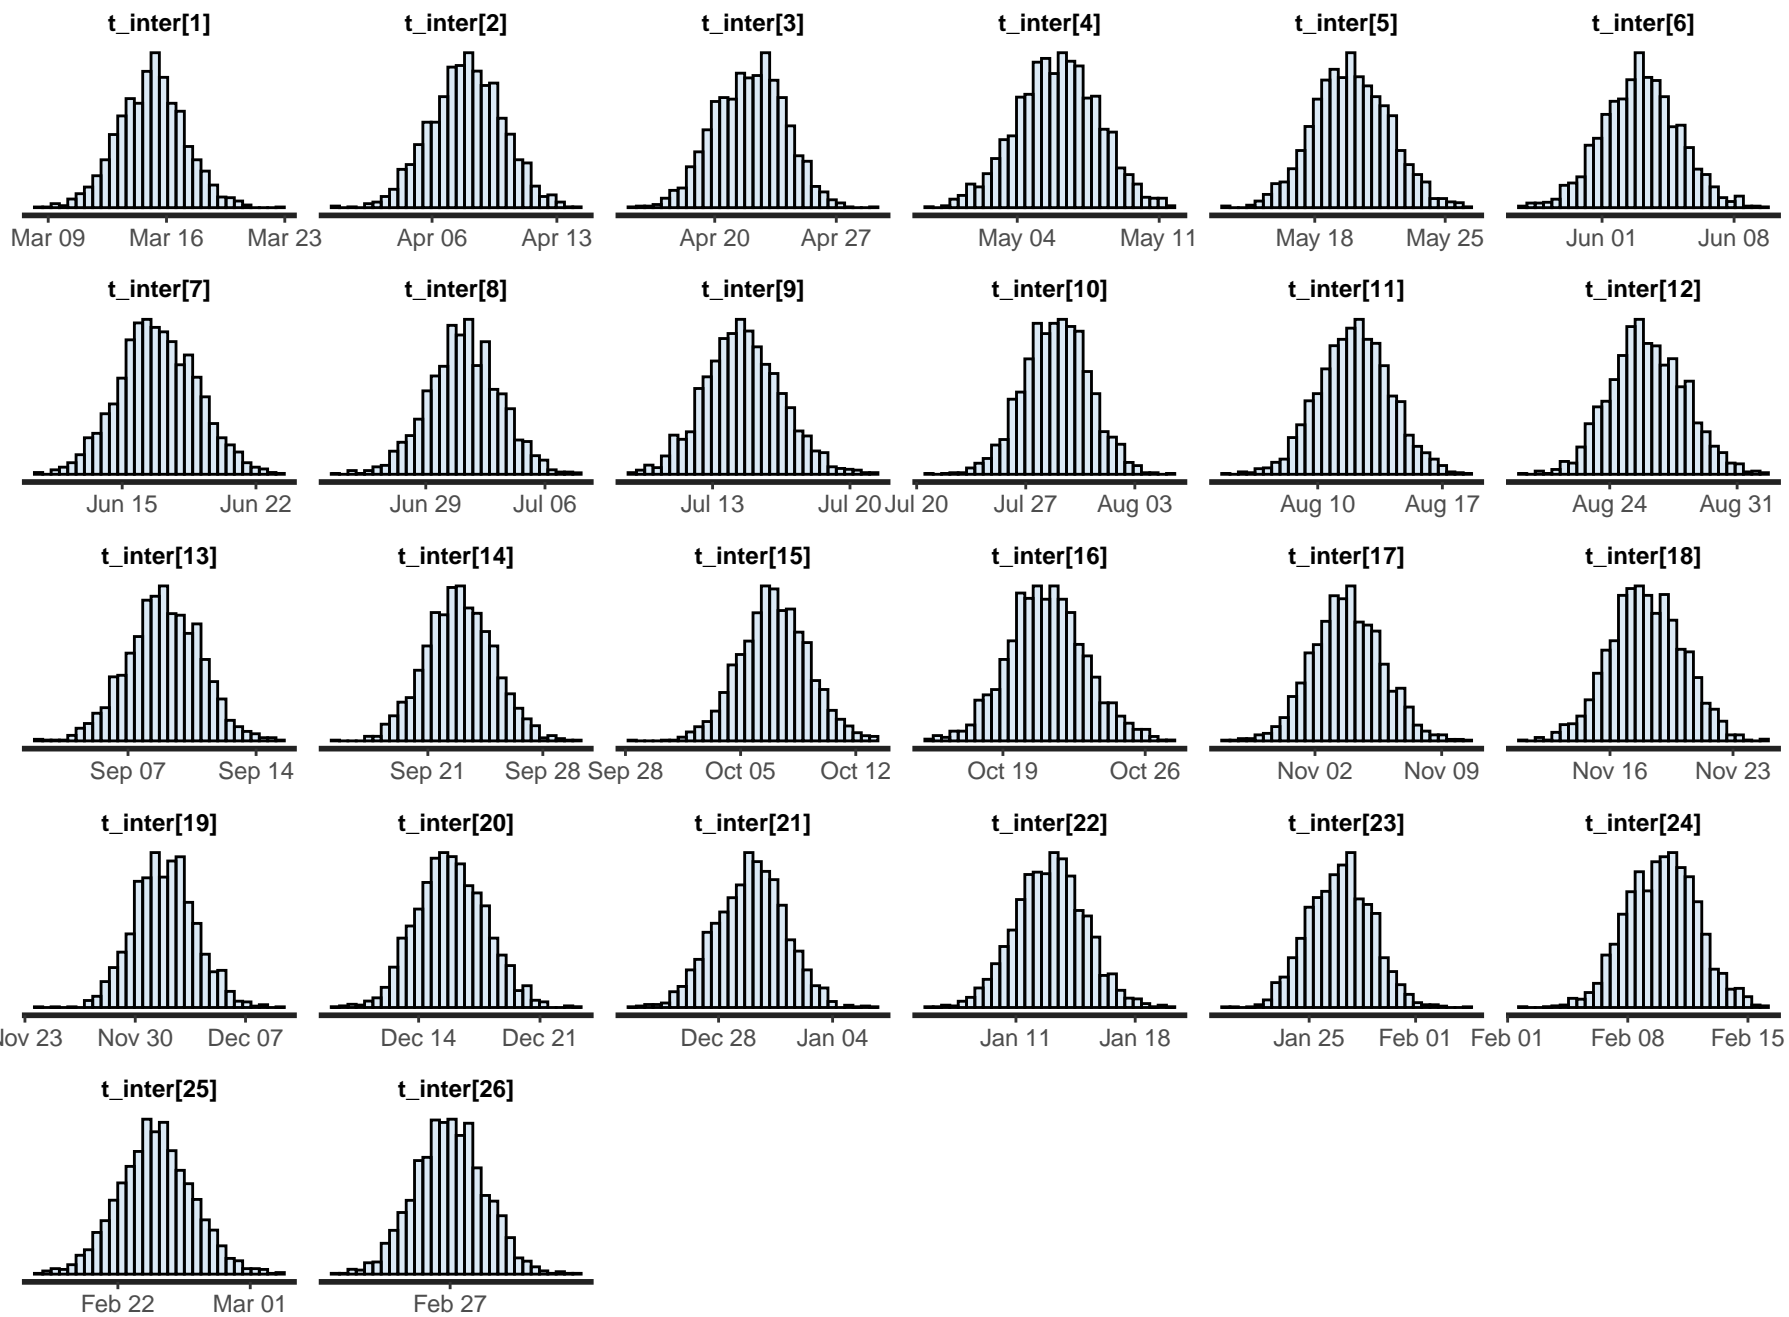 t_inter[1] t_inter[2] t_inter[3] t_inter[4] t_inter[5] t_inter[6]
Mar 09 Mar 16 Mar 23 Apr 06 Apr 13 Apr 20 Apr 27 May 04 May 11 May 18 May 25 Jun 01 Jun 08
t_inter[7] t_inter[8] t_inter[9] t_inter[10] t_inter[11] t_inter[12]
Jun 15 Jun 22 Jun 29 Jul 06 Jul 13 Jul 20 Jul 20 Jul 27 Aug 03 Aug 10 Aug 17 Aug 24 Aug 31
t_inter[13] t_inter[14] t_inter[15] t_inter[16] t_inter[17] t_inter[18]
Sep 07 Sep 14 Sep 21 Sep 28 Sep 28 Oct 05 Oct 12 Oct 19 Oct 26 Nov 02 Nov 09 Nov 16 Nov 23
t_inter[19] t_inter[20] t_inter[21] t_inter[22] t_inter[23] t_inter[24]
Nov 23 Nov 30 Dec 07 Dec 14 Dec 21 Dec 28 Jan 04 Jan 11 Jan 18 Jan 25 Feb 01 Feb 01 Feb 08 Feb 15
t_inter[25] t_inter[26]
Feb 22 Mar 01 Feb 27